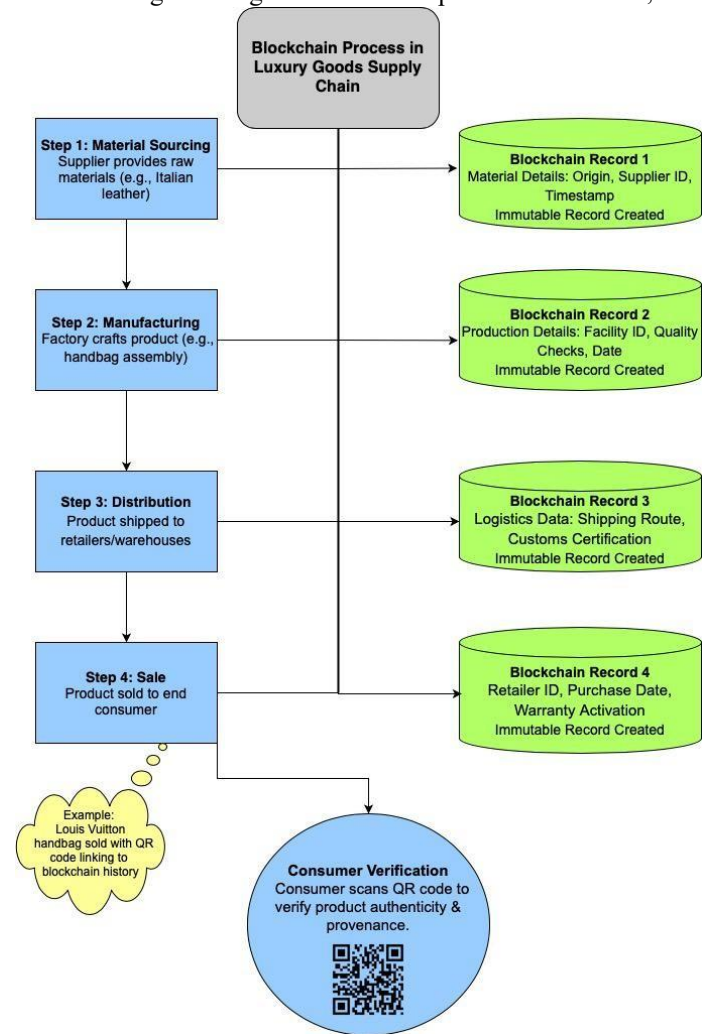 Blockchain Process in
Luxury Goods Supply
Chain
Step 1: Material Sourcing
Supplier provides raw
materials (e.g., Italian
leather)
Blockchain Record 1
Material Details: Origin, Supplier ID,
Timestamp
Immutable Record Created
Step 2: Manufacturing
Factory crafts product (e.g.,
handbag assembly)
Blockchain Record 2
Production Details: Facility ID, Quality
Checks, Date
Immutable Record Created
Step 3: Distribution
Product shipped to
retailers/warehouses
Blockchain Record 3
Logistics Data: Shipping Route,
Customs Certification
Immutable Record Created
Step 4: Sale
Product sold to end
consumer
Blockchain Record 4
Retailer ID, Purchase Date,
Warranty Activation
Immutable Record Created
Example:
Louis Vuitton
handbag sold with QR
code linking to
blockchain history
Consumer Verification
Consumer scans QR code to
verify product authenticity &
provenance.